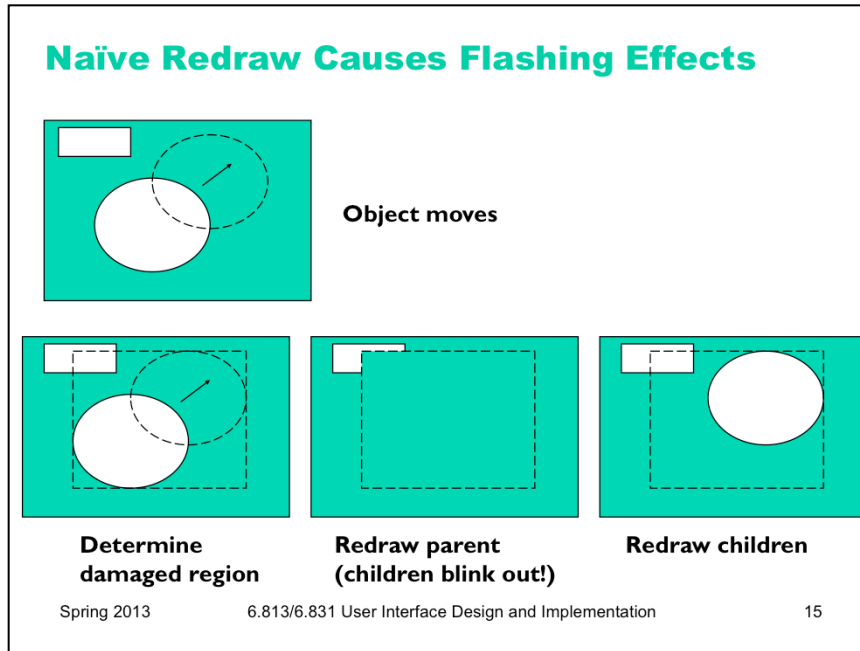 Naïve Redraw Causes Flashing Effects
Object moves
Determine
damaged region
Redraw parent
(children blink out!)
Redraw children
Spring 2013
6.813/6.831 User Interface Design and Implementation
15